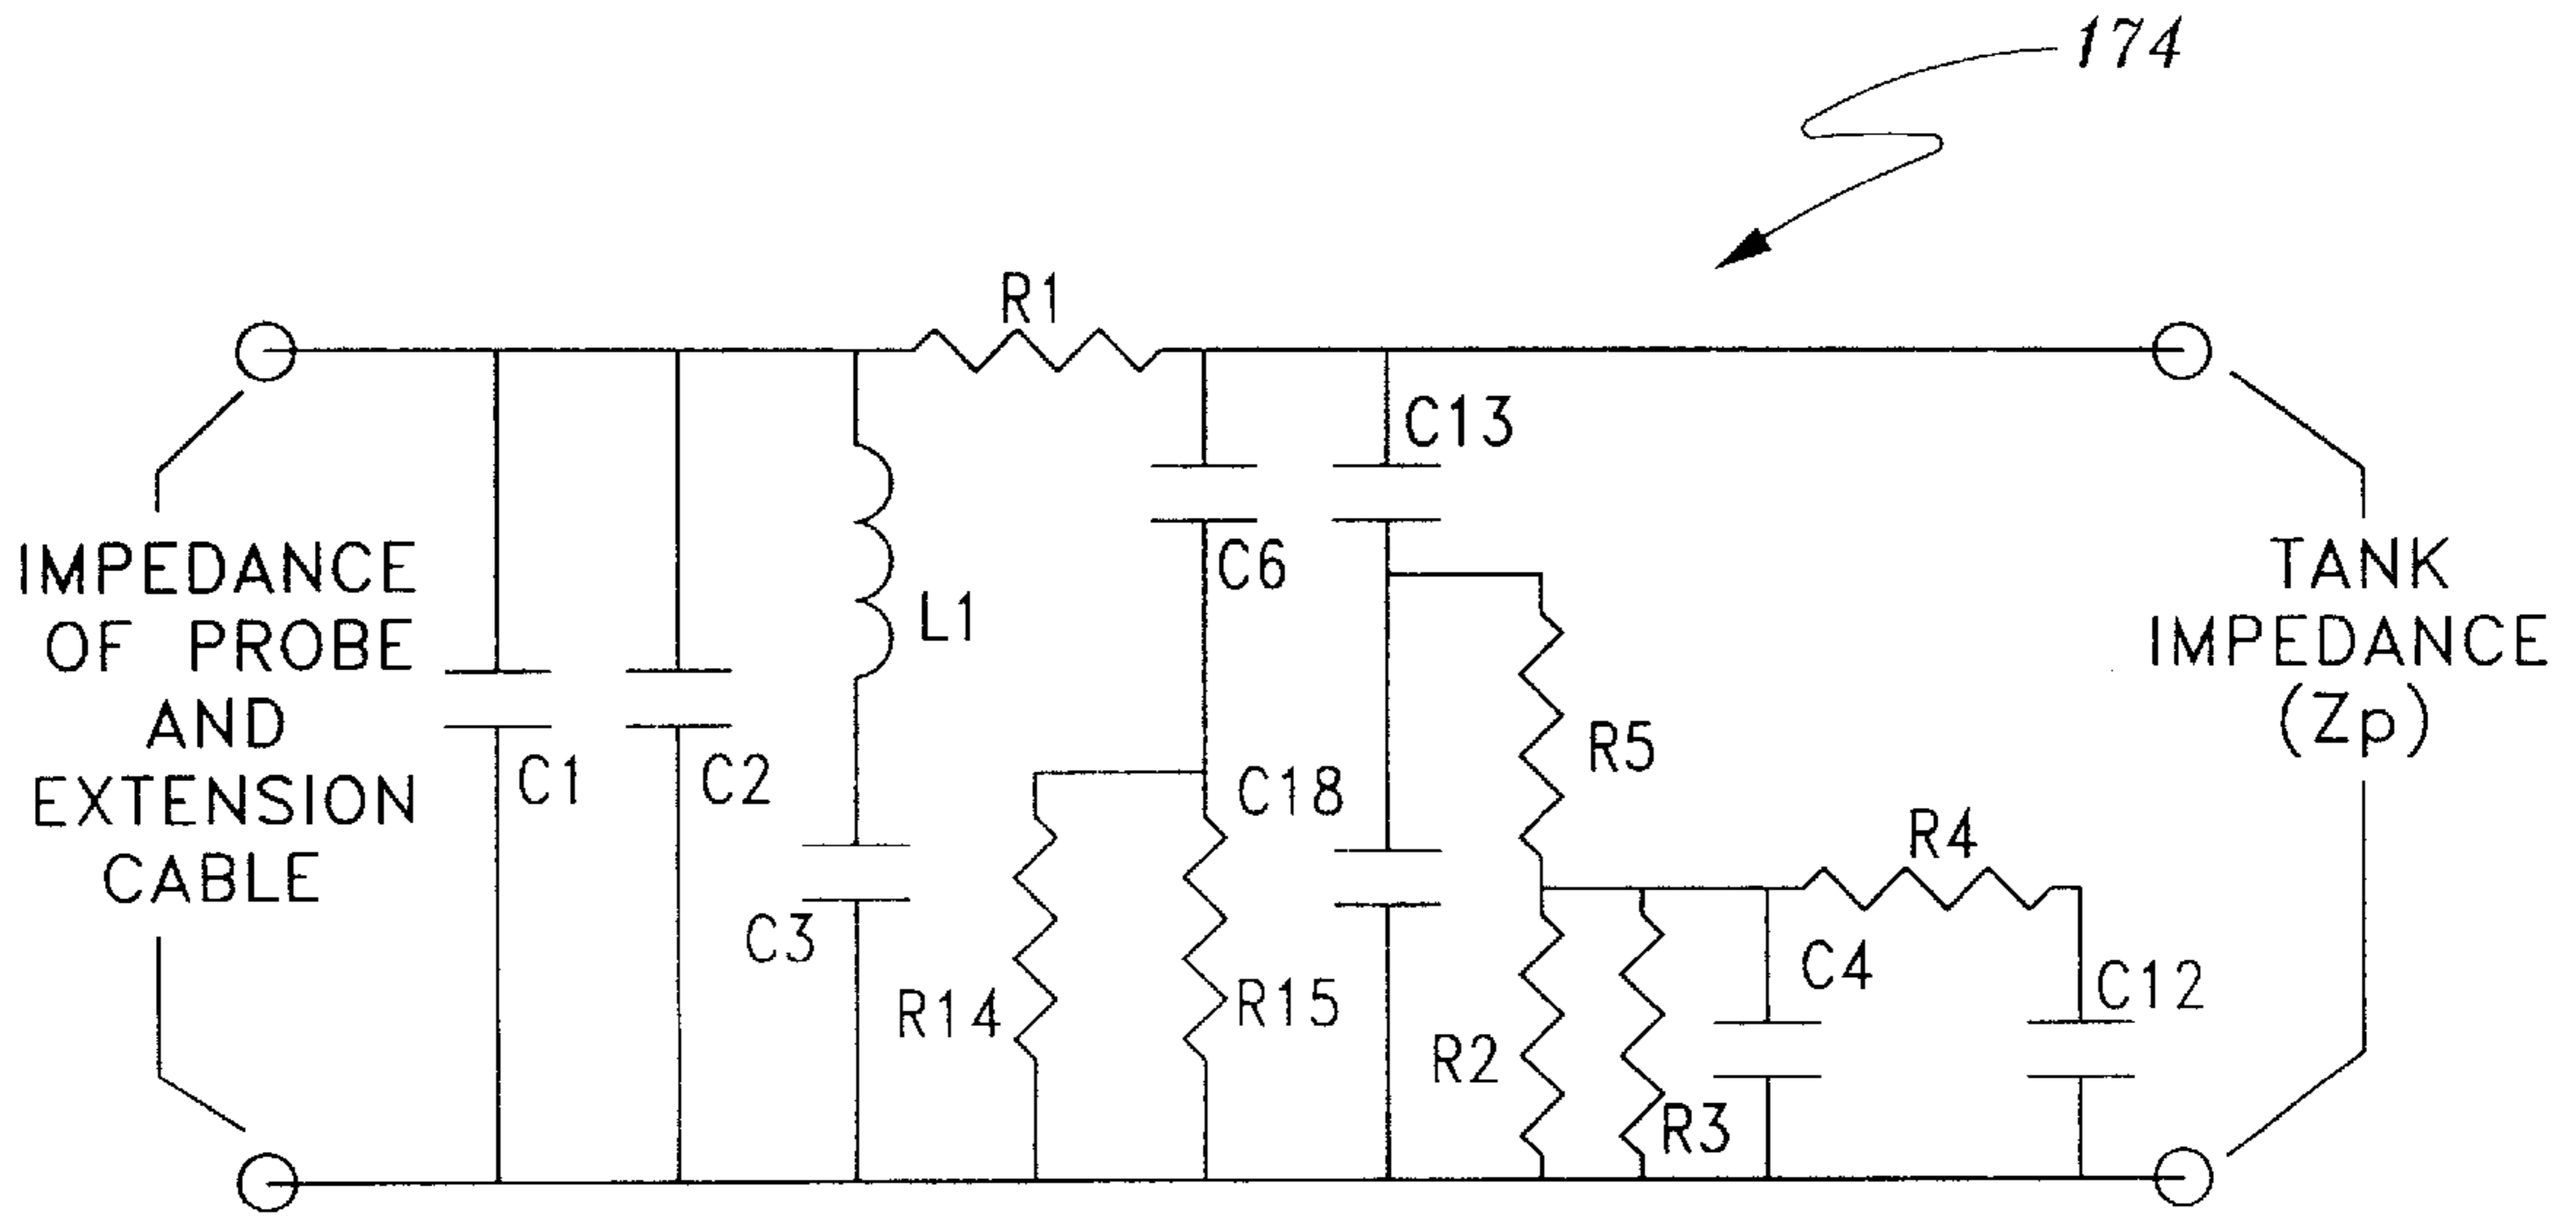 174
R1
C13
C6
L1
IMPEDANCE
OF PROBE
AND
EXTENSION
CABLE
TANK
IMPEDANCE
(Zp)
C1
C2
C18
R5
R4
C3
C4
C12
R14
R15
R2
R3